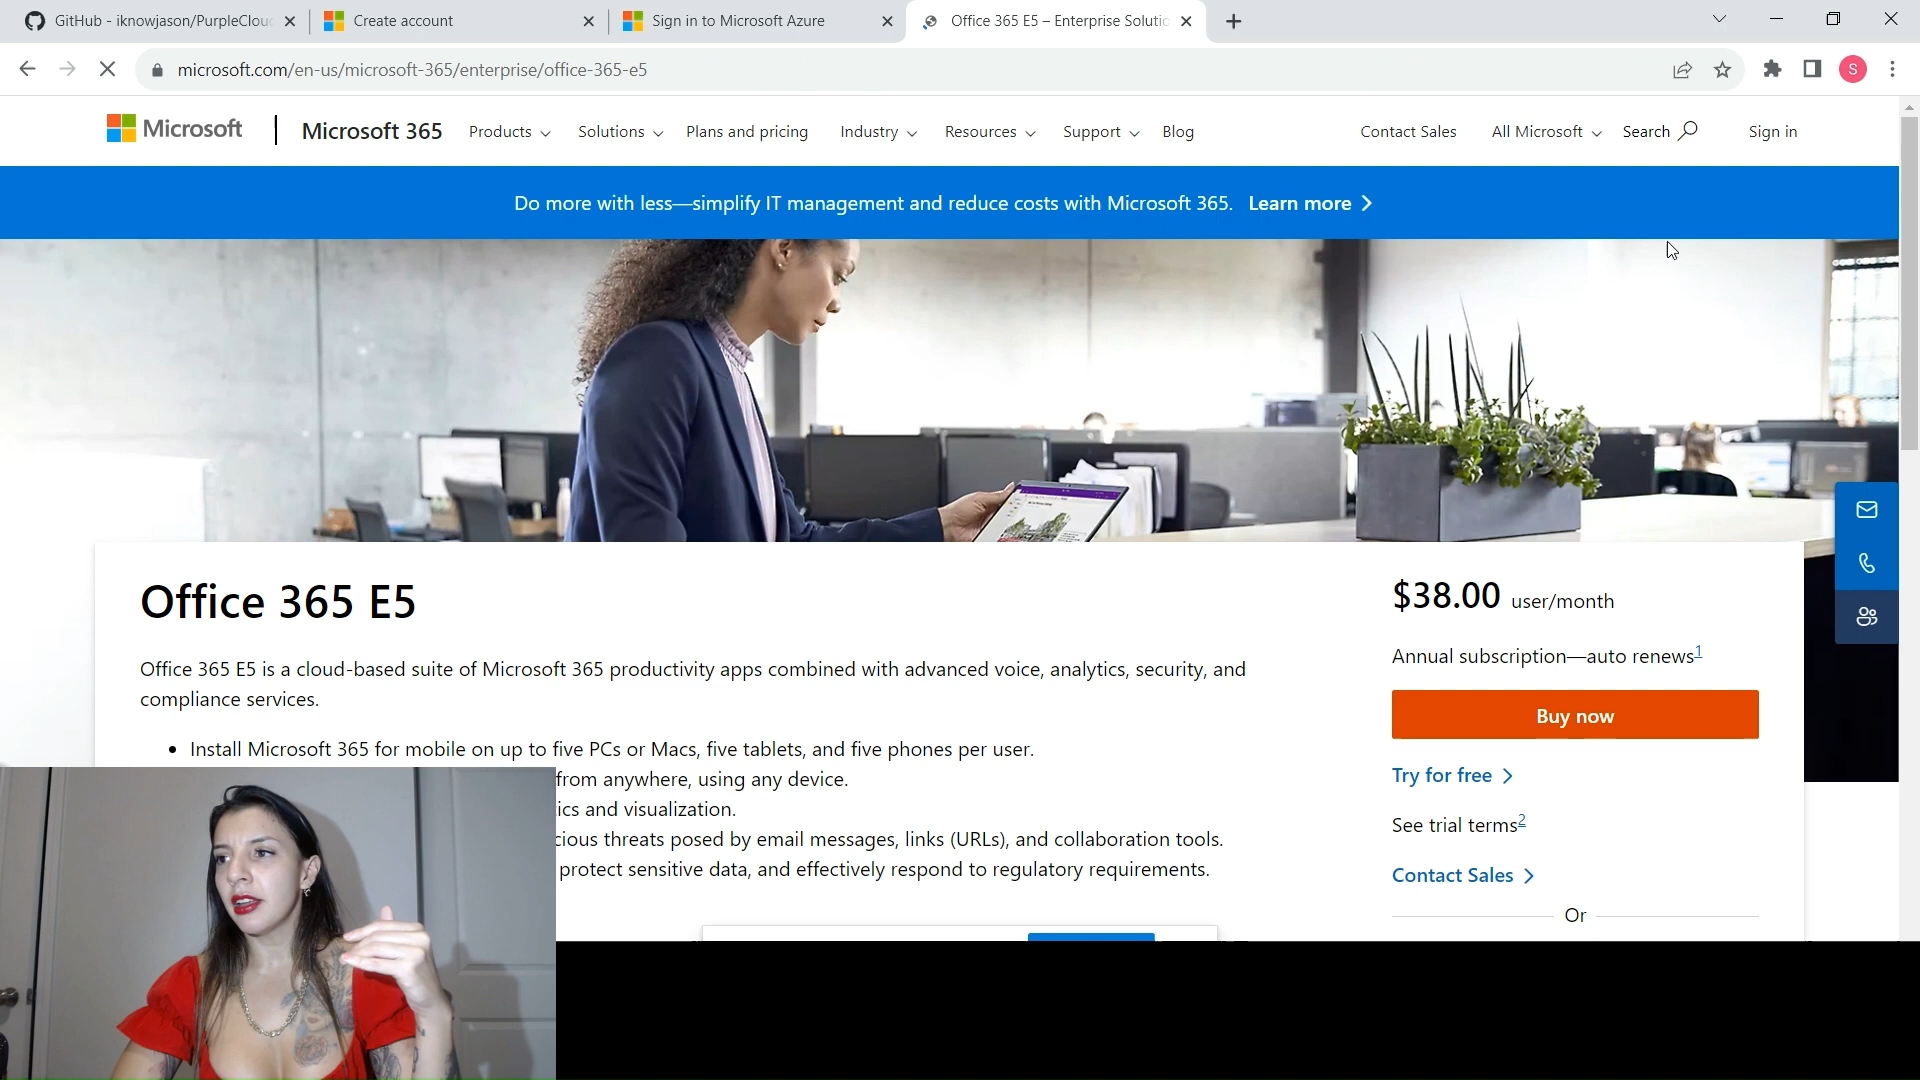 GitHub - iknowjason/PurpleClou
Create account
Sign in to Microsoft Azure
Office 365 E5 – Enterprise Solutio
microsoft.com/en-us/microsoft-365/enterprise/office-365-e5
S
Microsoft
Microsoft 365
Products
Solutions
Plans and pricing
Industry
Resources
Support
Blog
Contact Sales
All Microsoft
Search
Sign in
Do more with less—simplify IT management and reduce costs with Microsoft 365. Learn more
Office 365 E5
Office 365 E5 is a cloud-based suite of Microsoft 365 productivity apps combined with advanced voice, analytics, security, and
compliance services.
• Install Microsoft 365 for mobile on up to five PCs or Macs, five tablets, and five phones per user.
from anywhere, using any device.
ics and visualization.
cious threats posed by email messages, links (URLs), and collaboration tools.
protect sensitive data, and effectively respond to regulatory requirements.
$38.00 user/month
Annual subscription—auto renews1
Buy now
Try for free
See trial terms2
Contact Sales
Or